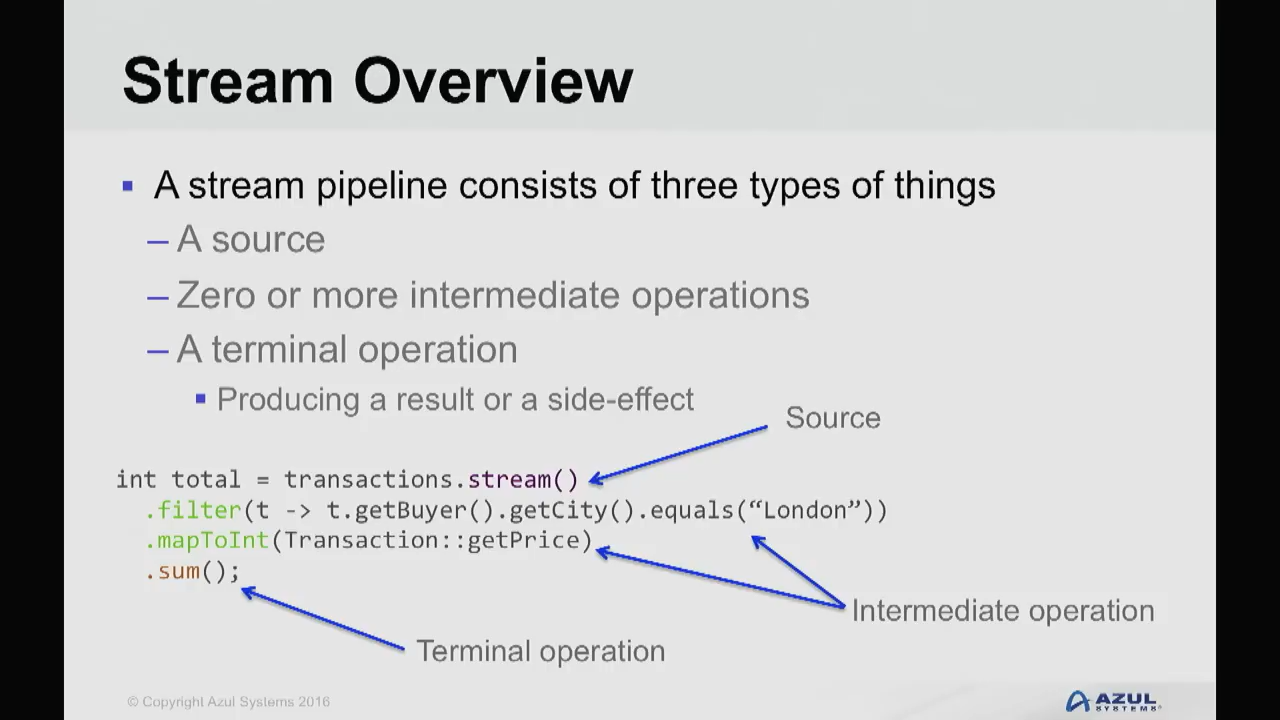 Stream Overview
A stream pipeline consists of three types of things
– A source
– Zero or more intermediate operations
– A terminal operation
Producing a result or a side-effect
Source
int total = transactions.stream()
.filter(t -> t.getBuyer().getCity().equals(“London”))
.mapToInt(Transaction::getPrice)
.sum();
Intermediate operation
Terminal operation
© Copyright Azul Systems 2016
AZUL
SYSTEMS